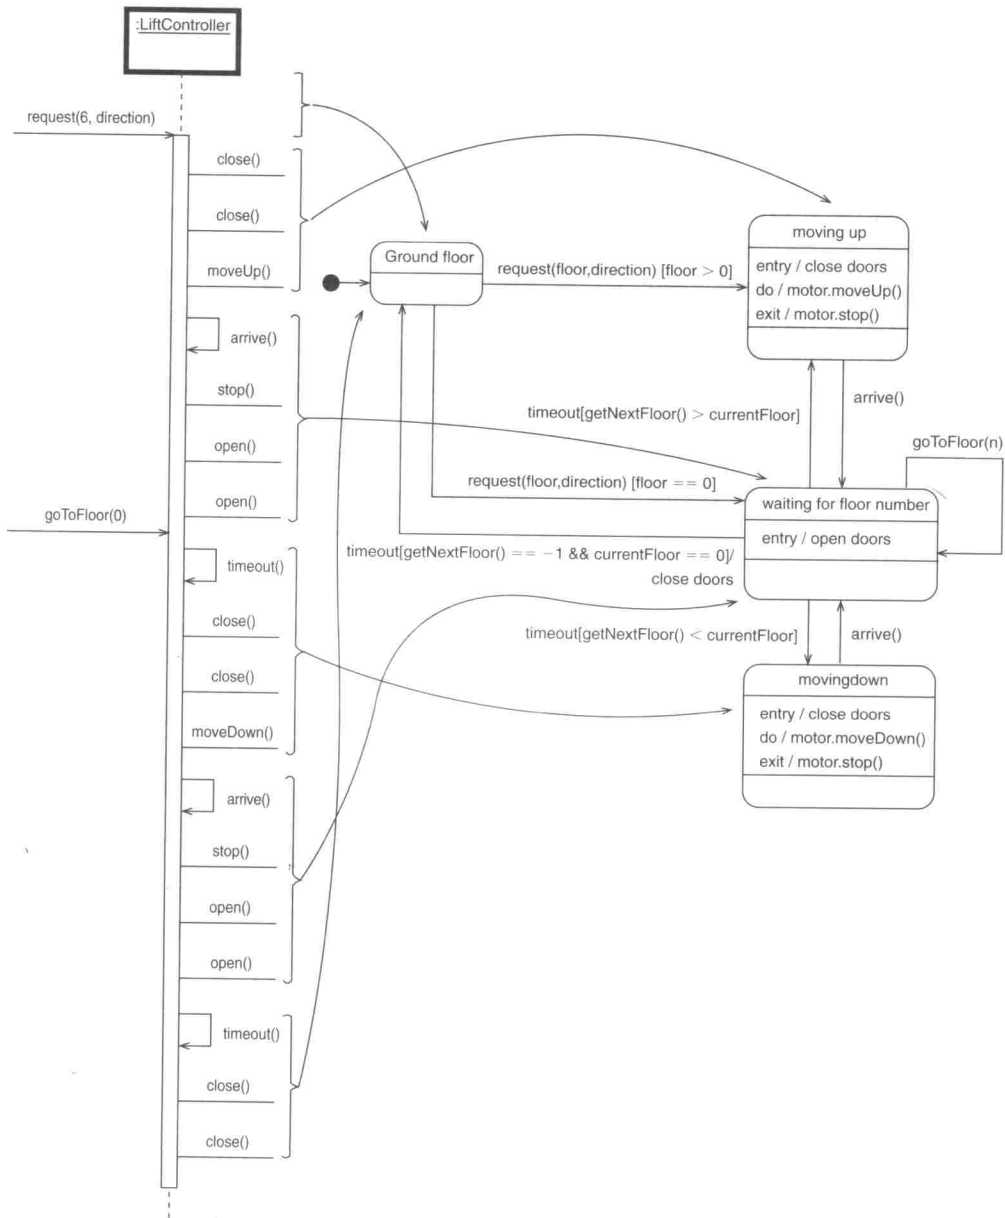 :LiftController
request(6, direction)
close()
close()
moveUp()
arrive()
stop()
open()
open()
goToFloor(0)
timeout()
close()
close()
moveDown()
arrive()
stop()
open()
open()
timeout()
close()
close()
Ground floor
request(floor,direction) [floor > 0]
moving up
entry / close doors
do / motor.moveUp()
exit / motor.stop()
timeout[getNextFloor() > currentFloor]
arrive()
goToFloor(n)
request(floor,direction) [floor == 0]
waiting for floor number
entry / open doors
timeout[getNextFloor() == −1 && currentFloor == 0]/
close doors
timeout[getNextFloor() < currentFloor]
arrive()
movingdown
entry / close doors
do / motor.moveDown()
exit / motor.stop()